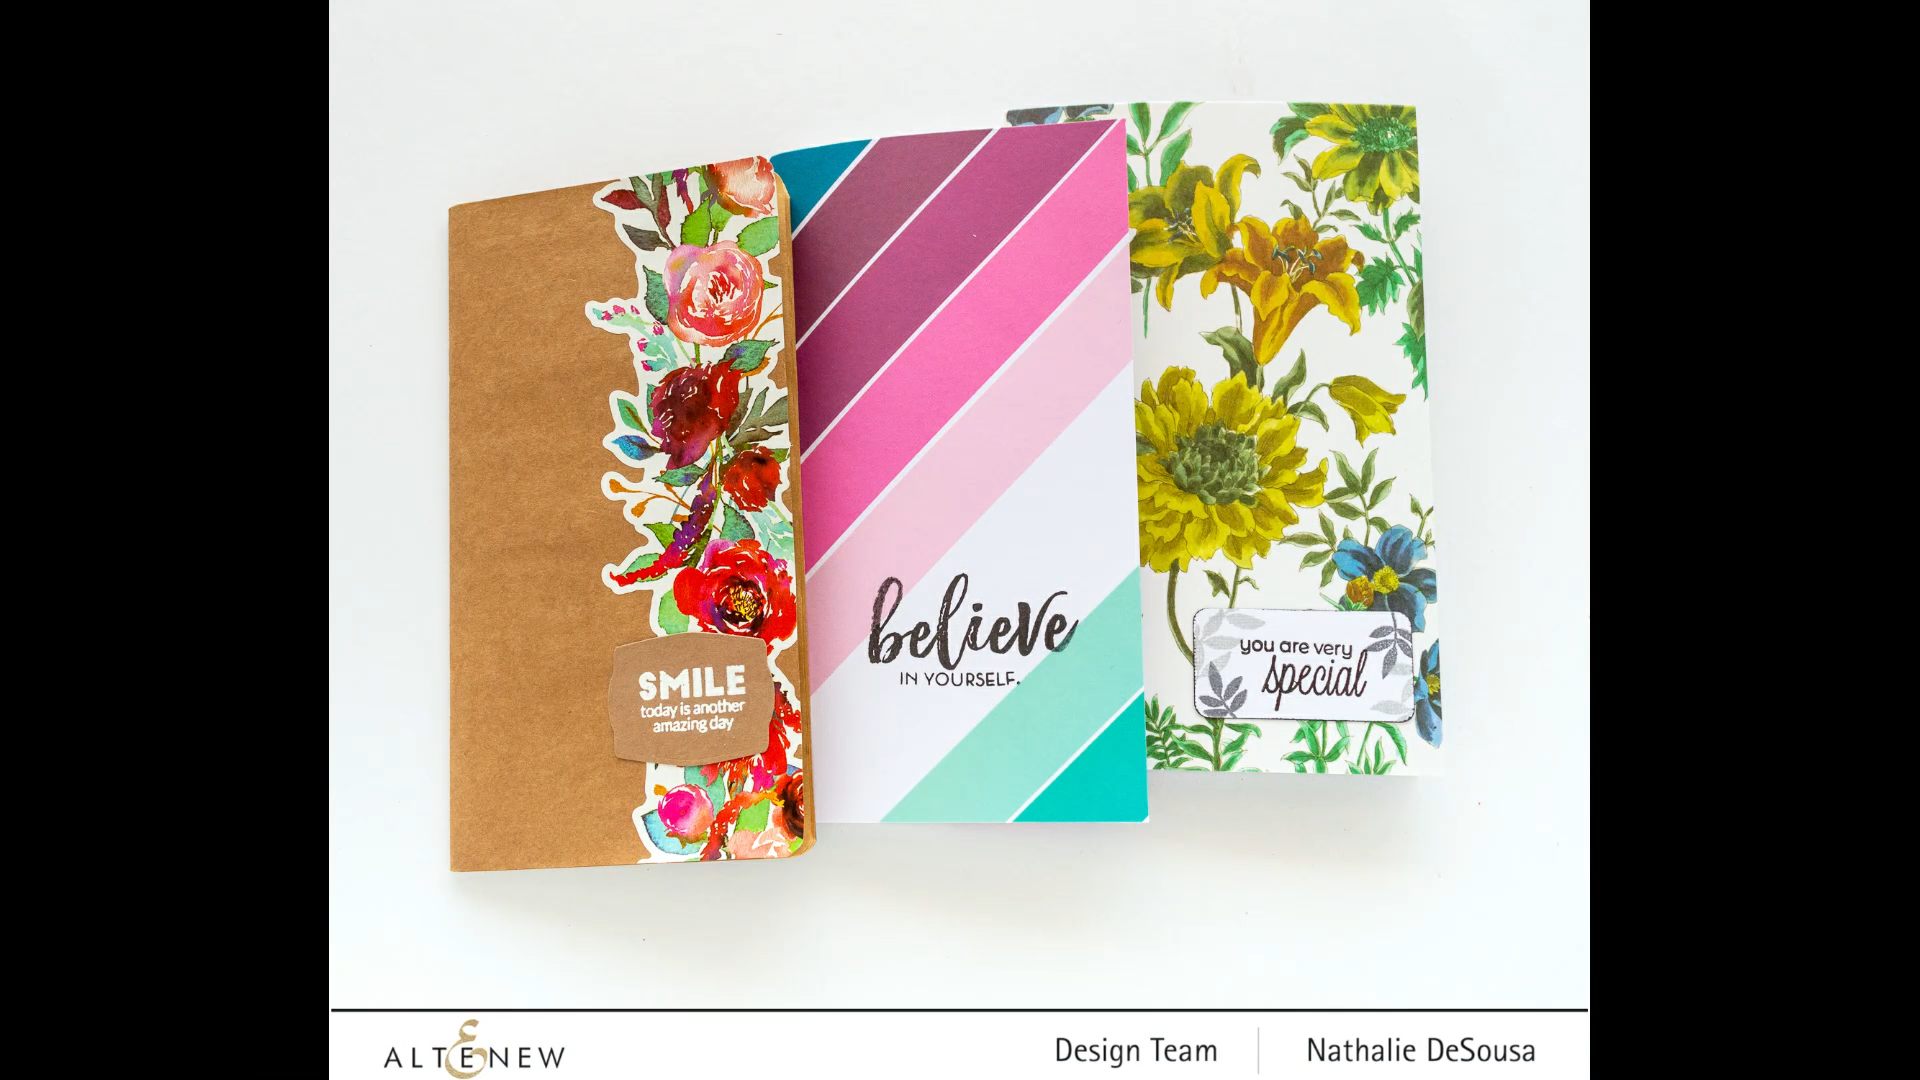 SMILE
today is another
amazing day
believe
IN YOURSELF.
you are very
special
ALTENEW
Design Team
Nathalie DeSousa